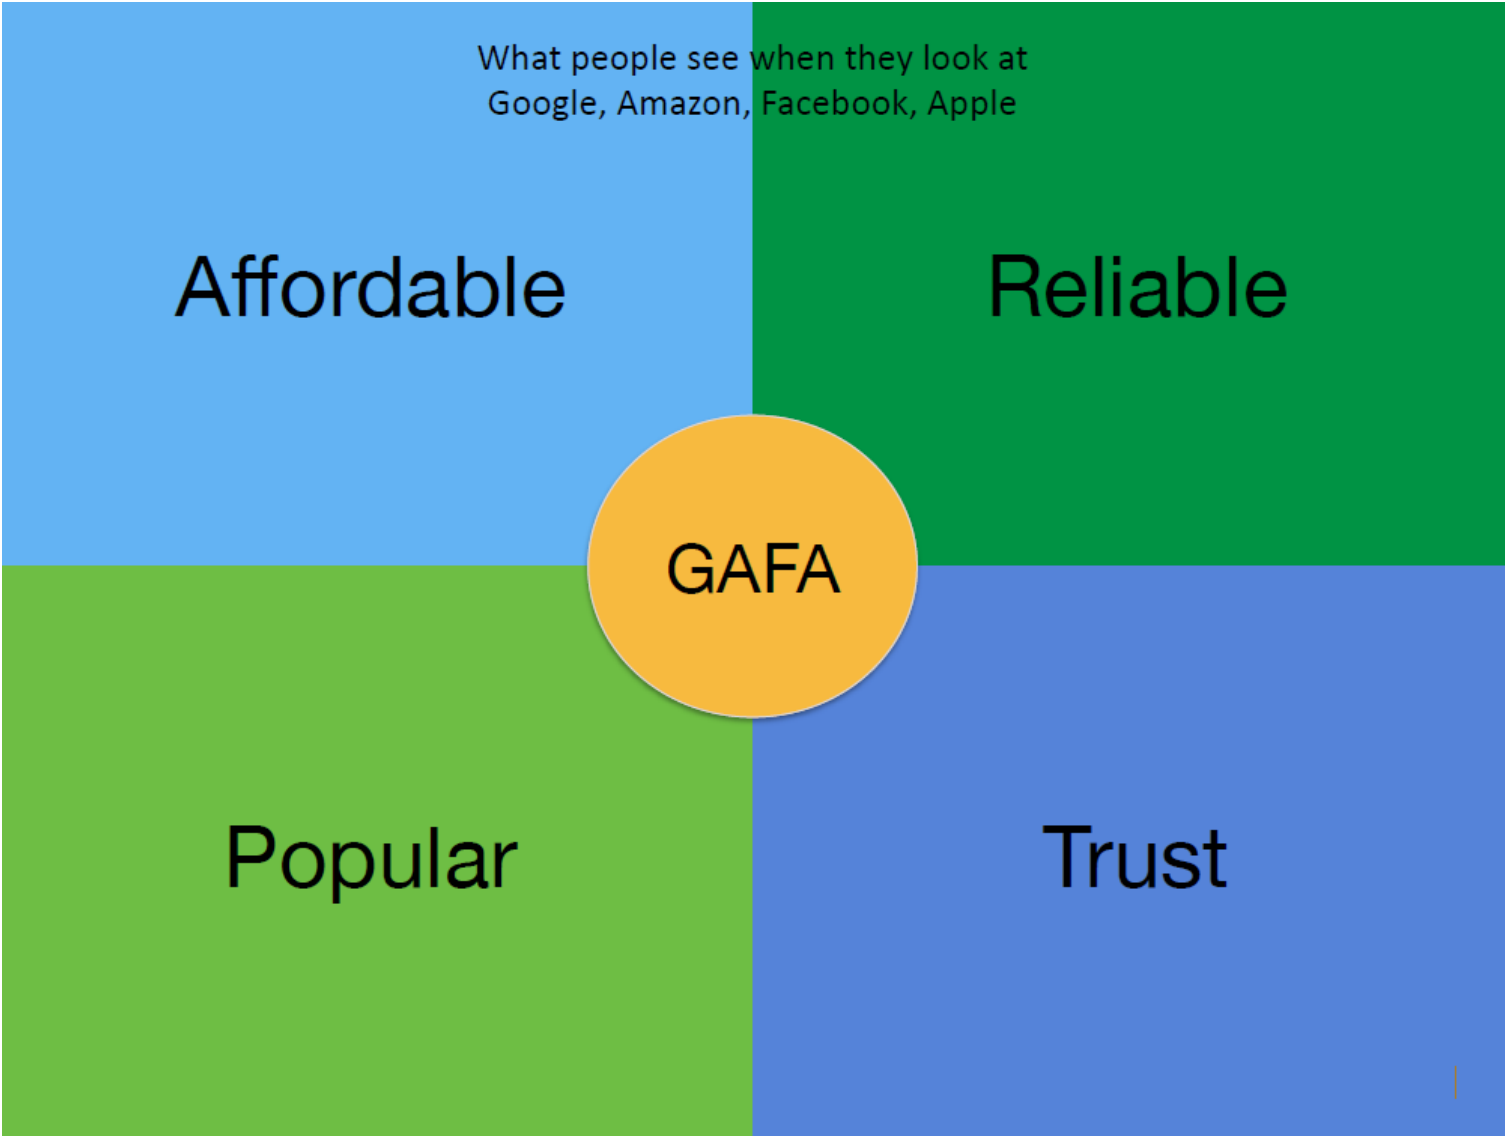 What people see when they look at
Google, Amazon, Facebook, Apple
Affordable
Reliable
GAFA
Popular
Trust